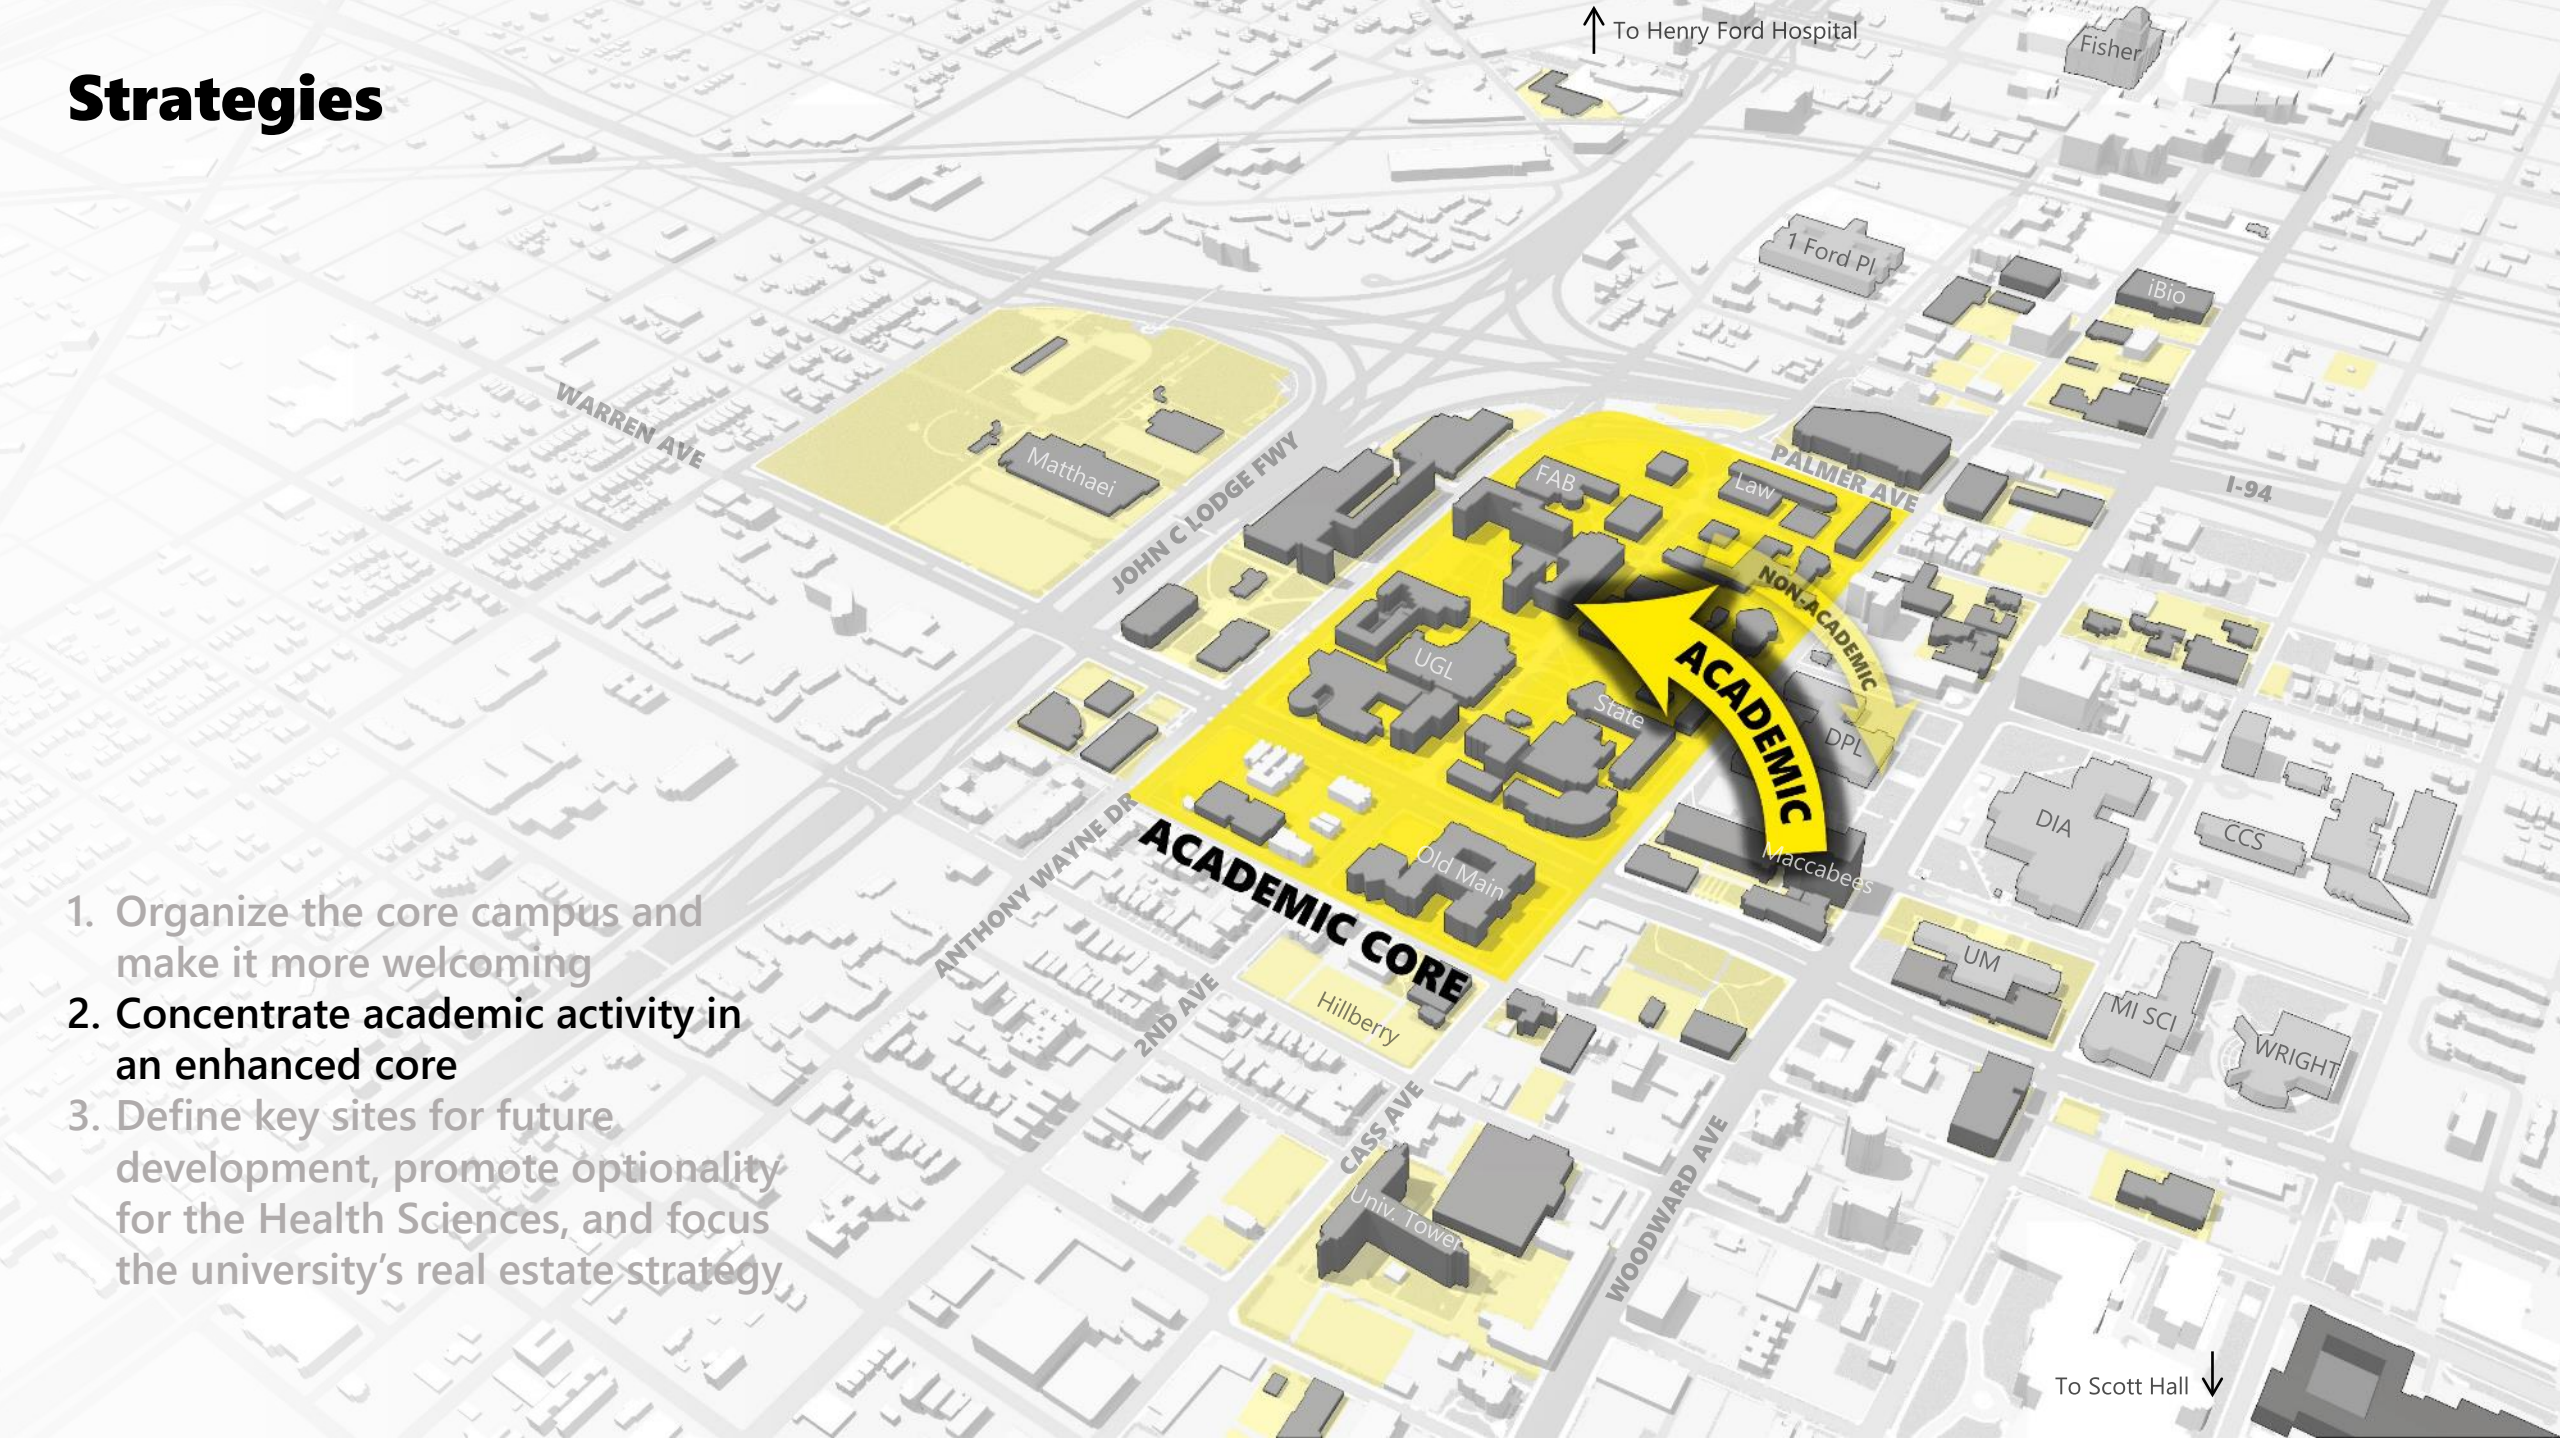 To Henry Ford Hospital
Fisher
Strategies
1 Ford Pl
iBio
WARREN AVE
Matthaei
JOHN C LODGE FWY
FAB
Law
PALMER AVE
I-94
NON-ACADEMIC
ACADEMIC
UGL
State
DPL
DIA
CCS
Maccabees
Old Main
ANTHONY WAYNE DR
ACADEMIC CORE
UM
MI SCI
WRIGHT
Hillberry
2ND AVE
CASS AVE
WOODWARD AVE
Univ. Tower
1. Organize the core campus and
make it more welcoming
2. Concentrate academic activity in
an enhanced core
3. Define key sites for future
development, promote optionality
for the Health Sciences, and focus
the university's real estate strategy
To Scott Hall